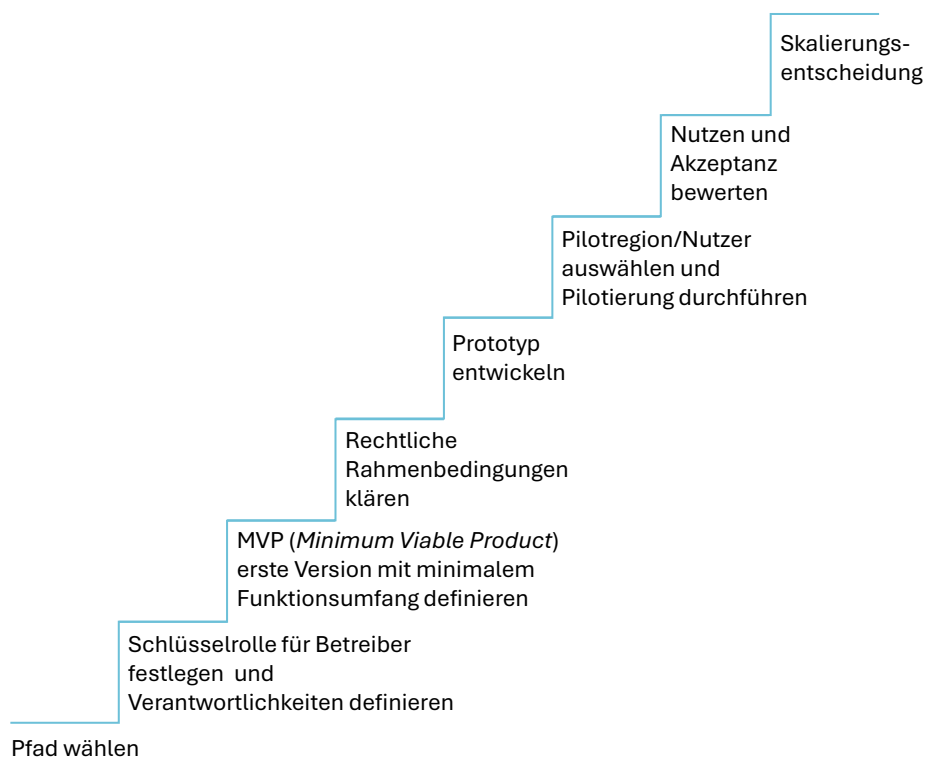 Skalierungs-
entscheidung
Nutzen und
Akzeptanz
bewerten
Pilotregion/Nutzer
auswählen und
Pilotierung durchführen
Prototyp
entwickeln
Rechtliche
Rahmenbedingungen
klären
MVP (Minimum Viable Product)
erste Version mit minimalem
Funktionsumfang definieren
Schlüsselrolle für Betreiber
festlegen und
Verantwortlichkeiten definieren
Pfad wählen